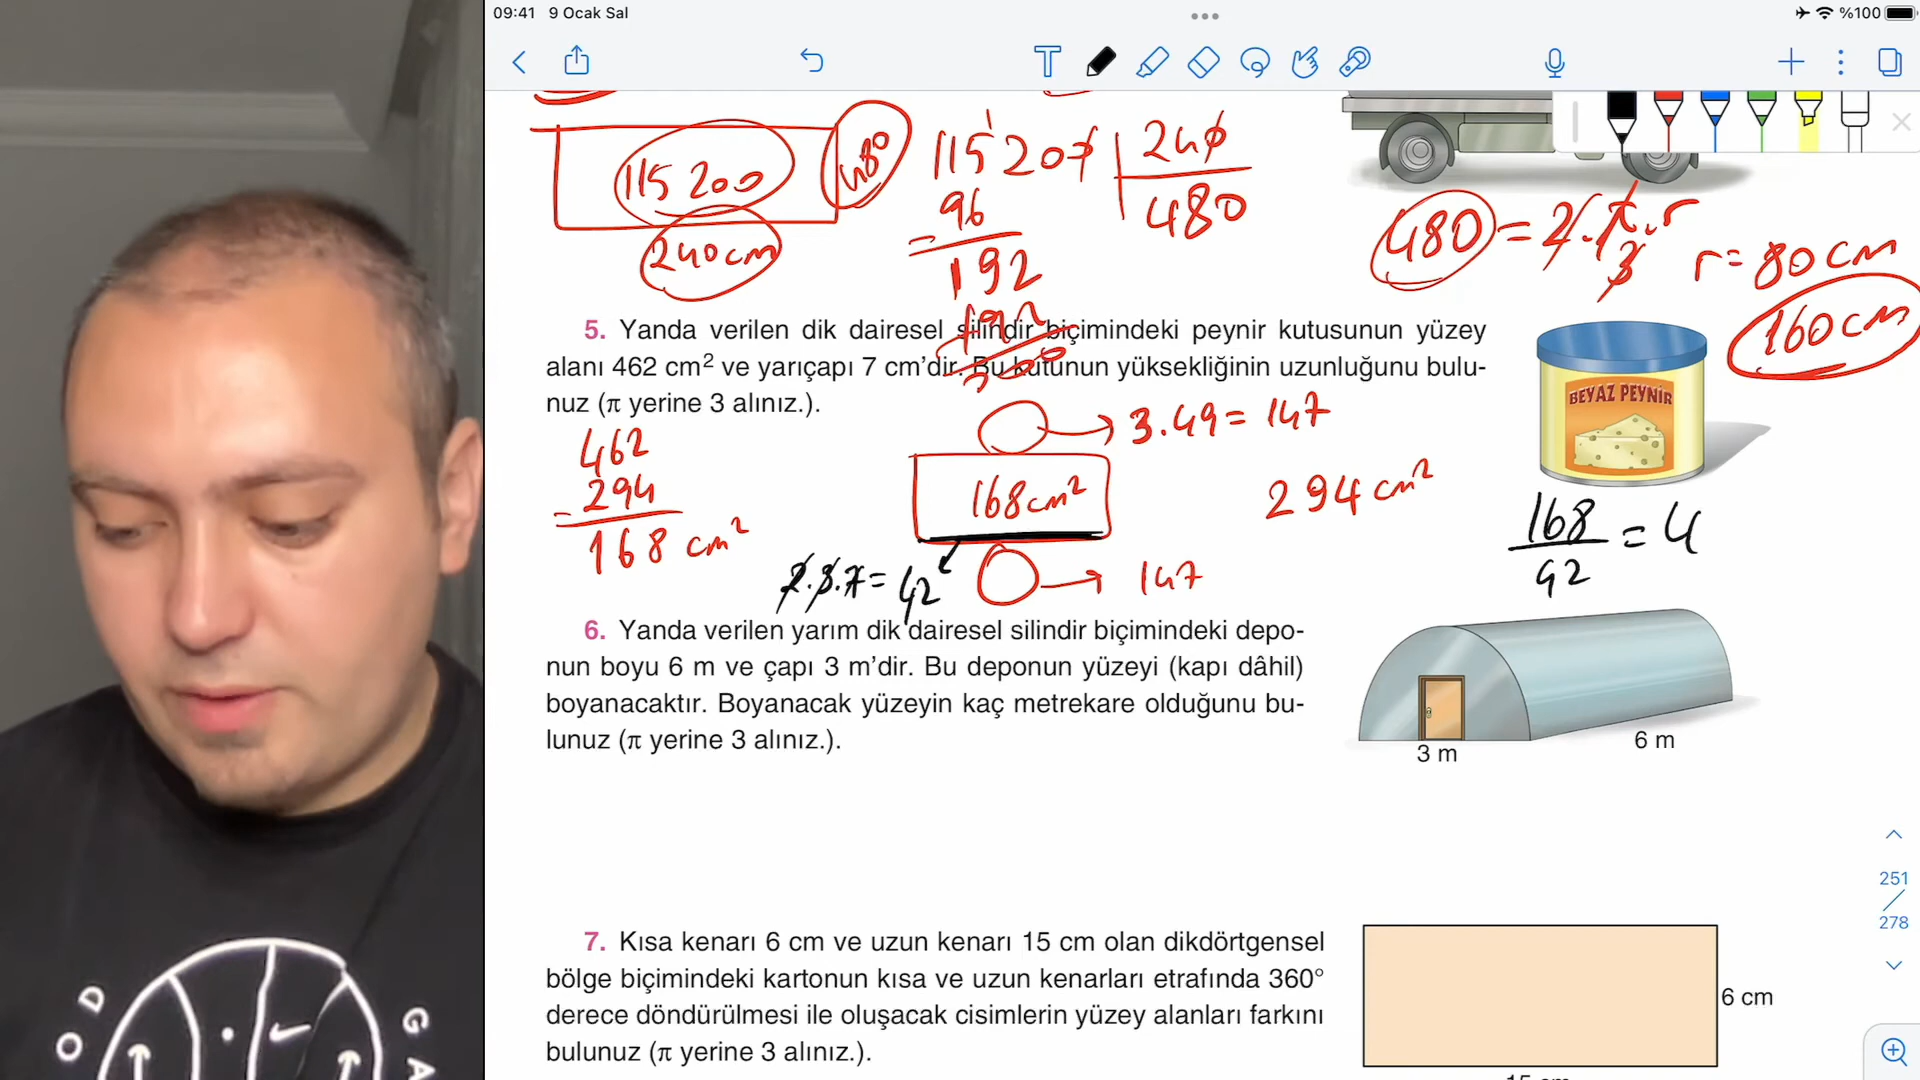 09:41 9 Ocak Sal
%100
115 200
480
240cm
115200 240
96 480
192
192
480 = 2.π.r
3
r = 80 cm
160cm
5. Yanda verilen dik dairesel silindir biçimindeki peynir kutusunun yüzey
alanı 462 cm² ve yarıçapı 7 cm’dir. Bu kutunun yüksekliğinin uzunluğunu bulu-
nuz (π yerine 3 alınız.).
BEYAZ PEYNİR
462
- 294
168 cm²
3.49 = 147
168cm²
294 cm²
147
2.3.7 = 42
168
42
= 4
6. Yanda verilen yarım dik dairesel silindir biçimindeki depo-
nun boyu 6 m ve çapı 3 m’dir. Bu deponun yüzeyi (kapı dâhil)
boyanacaktır. Boyanacak yüzeyin kaç metrekare olduğunu bu-
lunuz (π yerine 3 alınız.).
3 m
6 m
251
278
7. Kısa kenarı 6 cm ve uzun kenarı 15 cm olan dikdörtgensel
bölge biçimindeki kartonun kısa ve uzun kenarları etrafında 360°
derece döndürülmesi ile oluşacak cisimlerin yüzey alanları farkını
bulunuz (π yerine 3 alınız.).
6 cm
15 cm
O D
G A